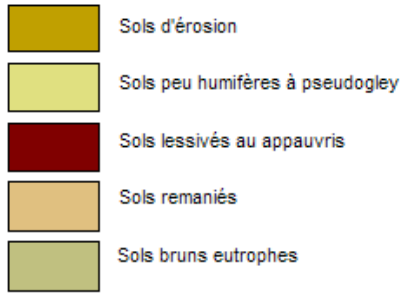 Sols d'érosion
Sols peu humifères à pseudogley
Sols lessivés au appauvris
Sols remaniés
Sols bruns eutrophes